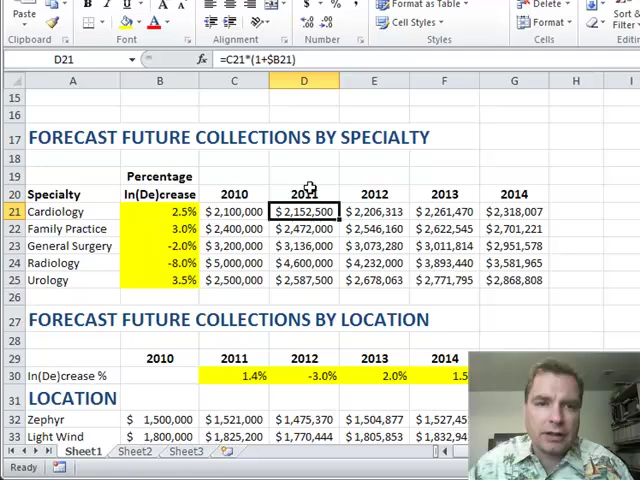 Paste
B I U A
$ % ,
.0 .00
Format as Table
Cell Styles
Delete
Format
Sort &
Filter
Clipboard
Font
Alignment
Number
Styles
Cells
D21
fx
=C21*(1+$B21)
A B C D E F G H I
15
16
17 FORECAST FUTURE COLLECTIONS BY SPECIALTY
18
19 Percentage
20 Specialty In(De)crease 2010 2011 2012 2013 2014
21 Cardiology 2.5% $ 2,100,000 $ 2,152,500 $ 2,206,313 $ 2,261,470 $ 2,318,007
22 Family Practice 3.0% $ 2,400,000 $ 2,472,000 $ 2,546,160 $ 2,622,545 $ 2,701,221
23 General Surgery -2.0% $ 3,200,000 $ 3,136,000 $ 3,073,280 $ 3,011,814 $ 2,951,578
24 Radiology -8.0% $ 5,000,000 $ 4,600,000 $ 4,232,000 $ 3,893,440 $ 3,581,965
25 Urology 3.5% $ 2,500,000 $ 2,587,500 $ 2,678,063 $ 2,771,795 $ 2,868,808
26
27 FORECAST FUTURE COLLECTIONS BY LOCATION
28
29 2010 2011 2012 2013 2014
30 In(De)crease % 1.4% -3.0% 2.0% 1.5
31 LOCATION
32 Zephyr $ 1,500,000 $ 1,521,000 $ 1,475,370 $ 1,504,877 $ 1,527,45
33 Light Wind $ 1,800,000 $ 1,825,200 $ 1,770,444 $ 1,805,853 $ 1,832,94
Sheet1 Sheet2 Sheet3
Ready